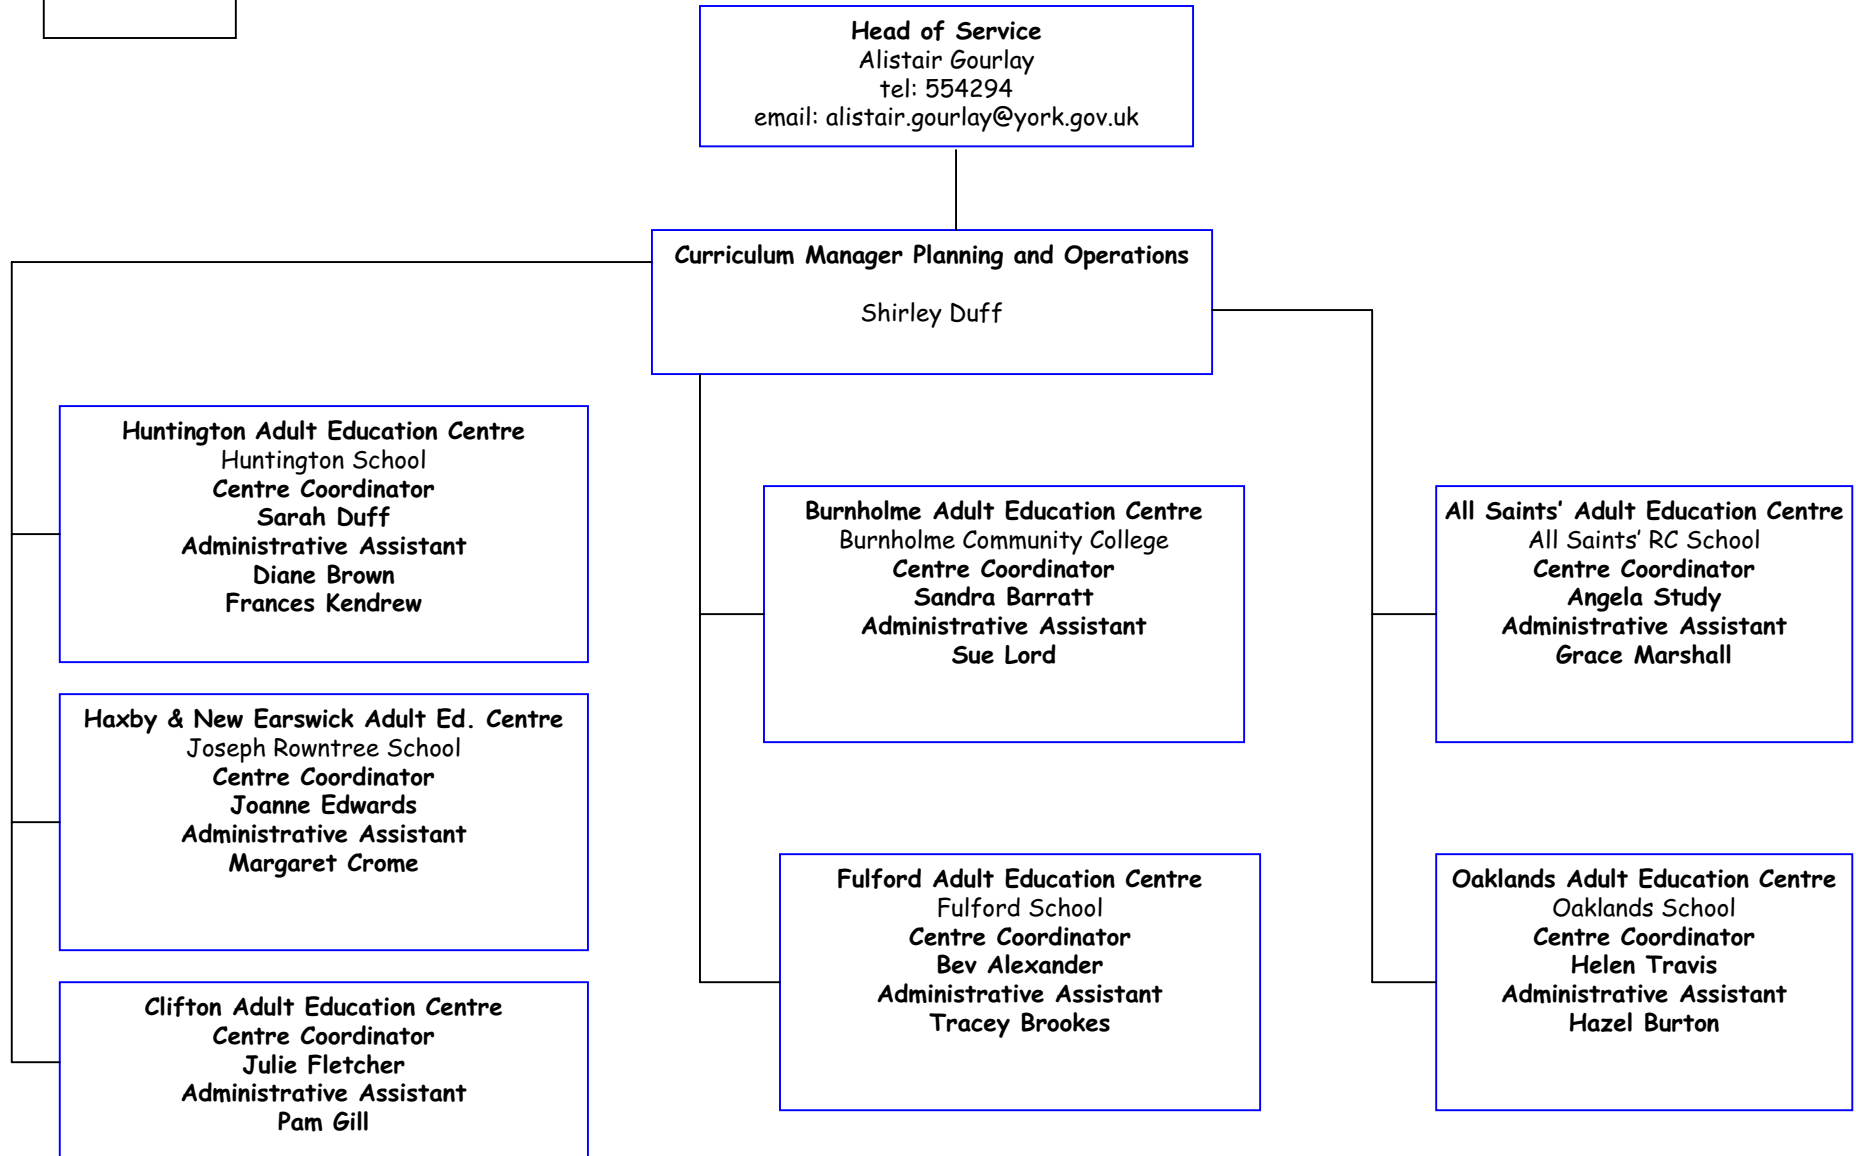 Head of Service
Alistair Gourlay
tel: 554294
email: alistair.gourlay@york.gov.uk
Curriculum Manager Planning and Operations
Shirley Duff
Huntington Adult Education Centre
Huntington School
Centre Coordinator
Sarah Duff
Administrative Assistant
Diane Brown
Frances Kendrew
Haxby & New Earswick Adult Ed. Centre
Joseph Rowntree School
Centre Coordinator
Joanne Edwards
Administrative Assistant
Margaret Crome
Clifton Adult Education Centre
Centre Coordinator
Julie Fletcher
Administrative Assistant
Pam Gill
Burnholme Adult Education Centre
Burnholme Community College
Centre Coordinator
Sandra Barratt
Administrative Assistant
Sue Lord
Fulford Adult Education Centre
Fulford School
Centre Coordinator
Bev Alexander
Administrative Assistant
Tracey Brookes
All Saints’ Adult Education Centre
All Saints’ RC School
Centre Coordinator
Angela Study
Administrative Assistant
Grace Marshall
Oaklands Adult Education Centre
Oaklands School
Centre Coordinator
Helen Travis
Administrative Assistant
Hazel Burton